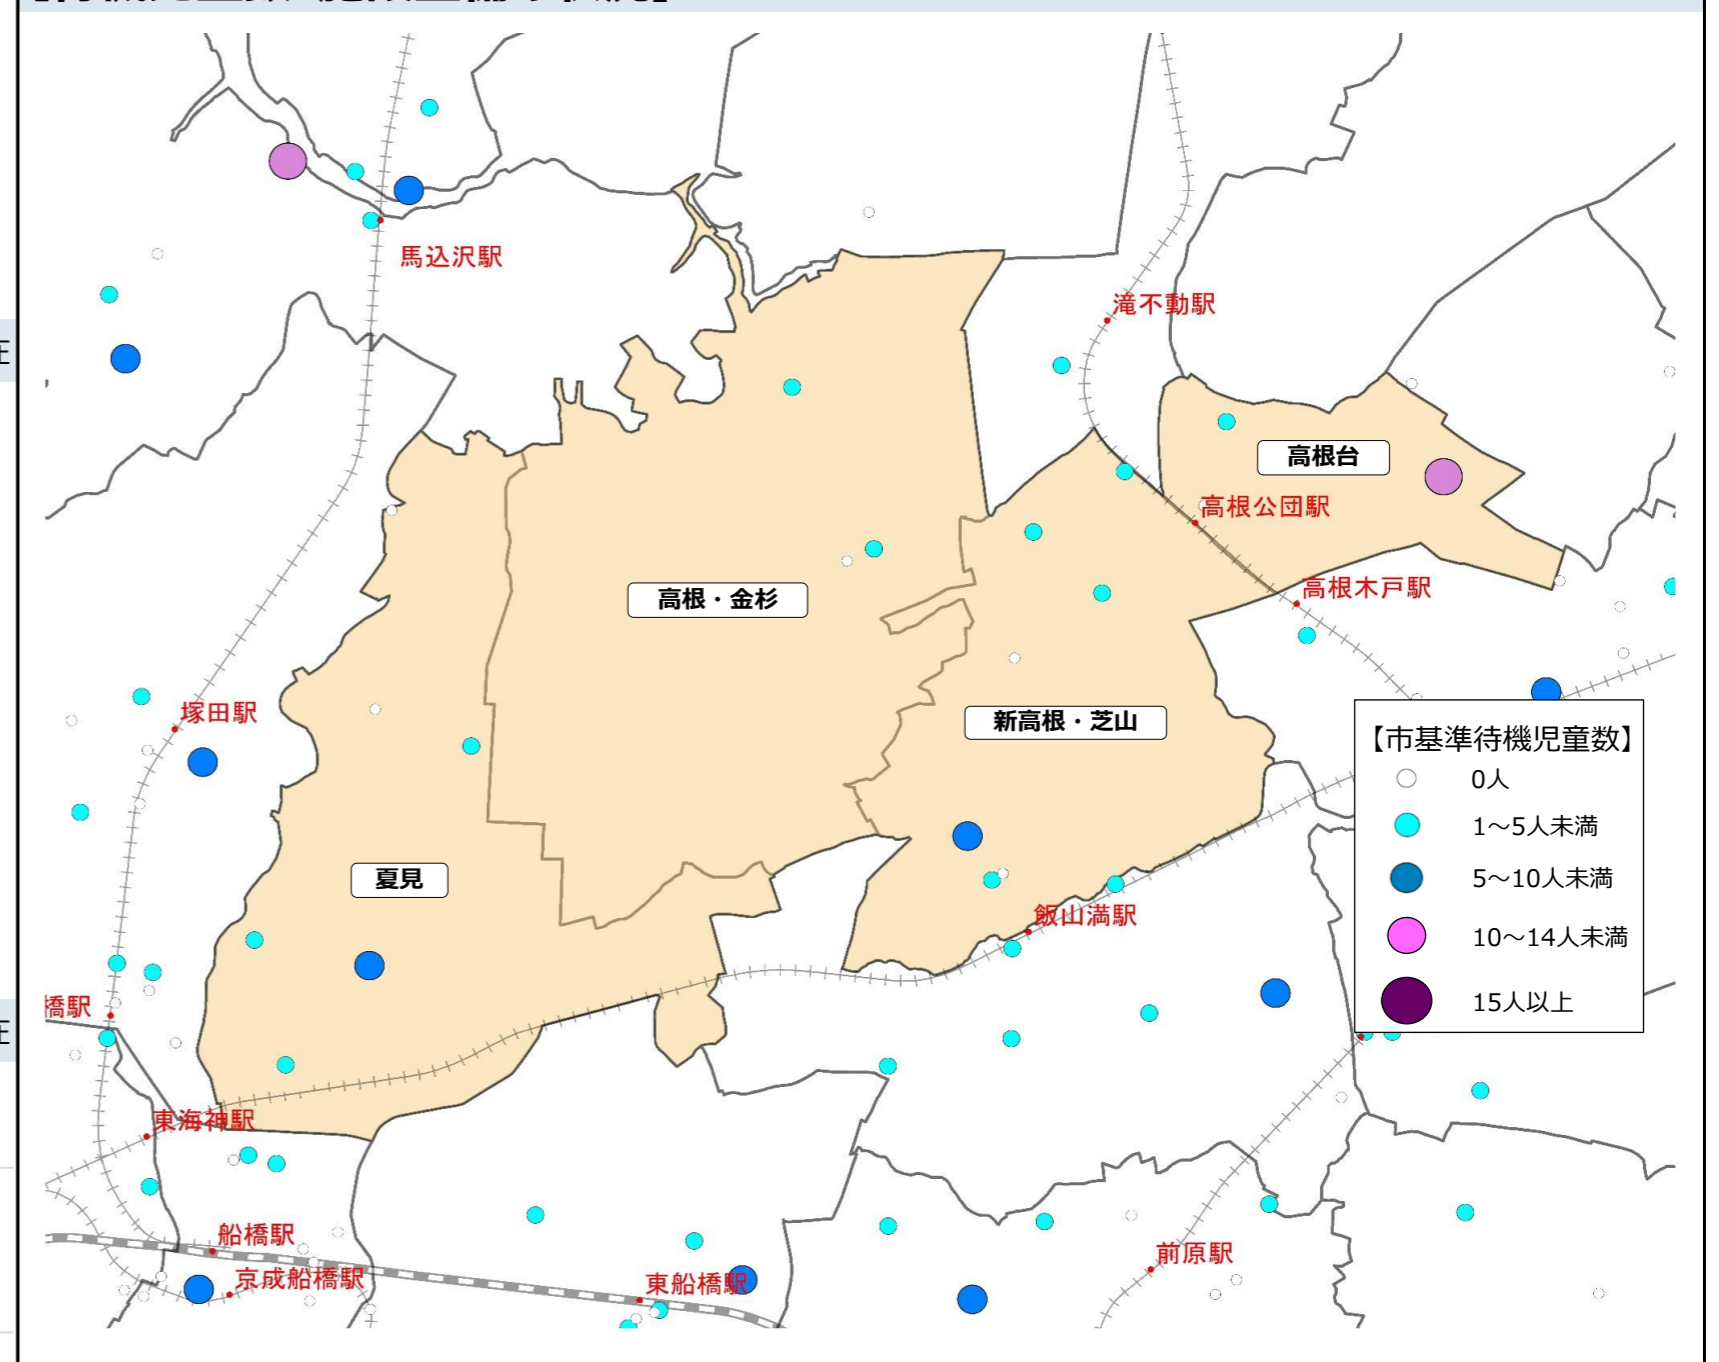 馬込沢駅
滝不動駅
在
高根台
高根公団駅
高根・金杉
高根木戸駅
塚田駅
新高根・芝山
【市基準待機児童数】
0人
1～5人未満
5～10人未満
10～14人未満
15人以上
夏見
飯山満駅
橋駅
在
東海神駅
船橋駅
京成船橋駅
東船橋駅
前原駅